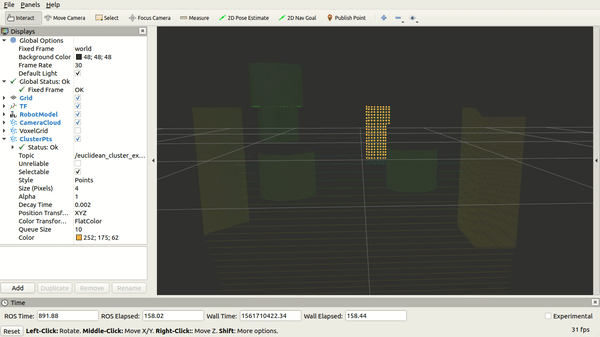 File Panels Help
Interact Move Camera Select Focus Camera Measure 2D Pose Estimate 2D Nav Goal Publish Point
Displays
Global Options
Fixed Frame world
Background Color 48; 48; 48
Frame Rate 30
Default Light
Global Status: Ok
Fixed Frame OK
Grid
TF
RobotModel
CameraCloud
VoxelGrid
ClusterPts
Status: Ok
Topic /euclidean_cluster_ex...
Unreliable
Selectable
Style Points
Size (Pixels) 4
Alpha 1
Decay Time 0.002
Position Transf... XYZ
Color Transfor... FlatColor
Queue Size 10
Color 252; 175; 62
Add Duplicate Remove Rename
Time
ROS Time: 891.88 ROS Elapsed: 158.02 Wall Time: 1561710422.34 Wall Elapsed: 158.44 Experimental
Reset Left-Click: Rotate. Middle-Click: Move X/Y. Right-Click:: Move Z. Shift: More options. 31 fps